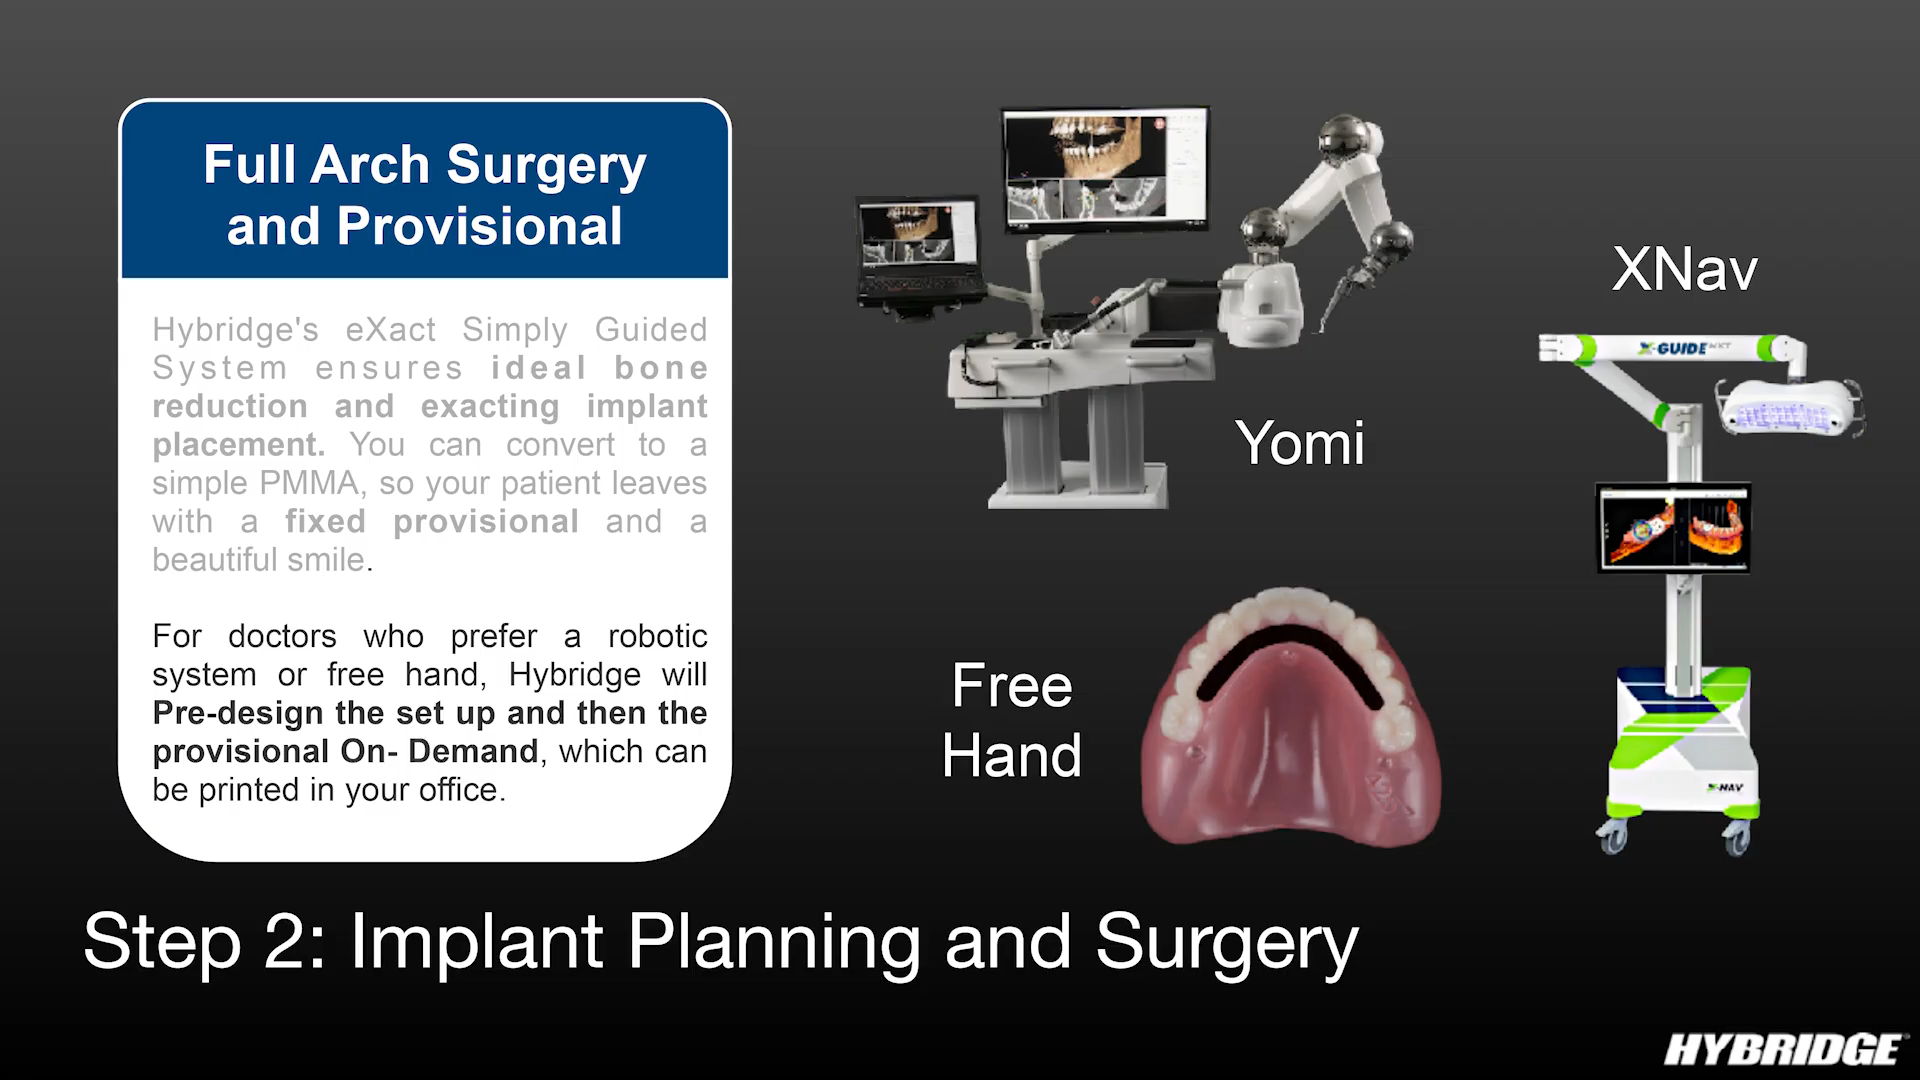 Full Arch Surgery
and Provisional
Hybridge's eXact Simply Guided
System ensures ideal bone
reduction and exacting implant
placement. You can convert to a
simple PMMA, so your patient leaves
with a fixed provisional and a
beautiful smile.
For doctors who prefer a robotic
system or free hand, Hybridge will
Pre-design the set up and then the
provisional On- Demand, which can
be printed in your office.
Yomi
XNav
X-GUIDE
X-NAV
Free
Hand
Step 2: Implant Planning and Surgery
HYBRIDGE